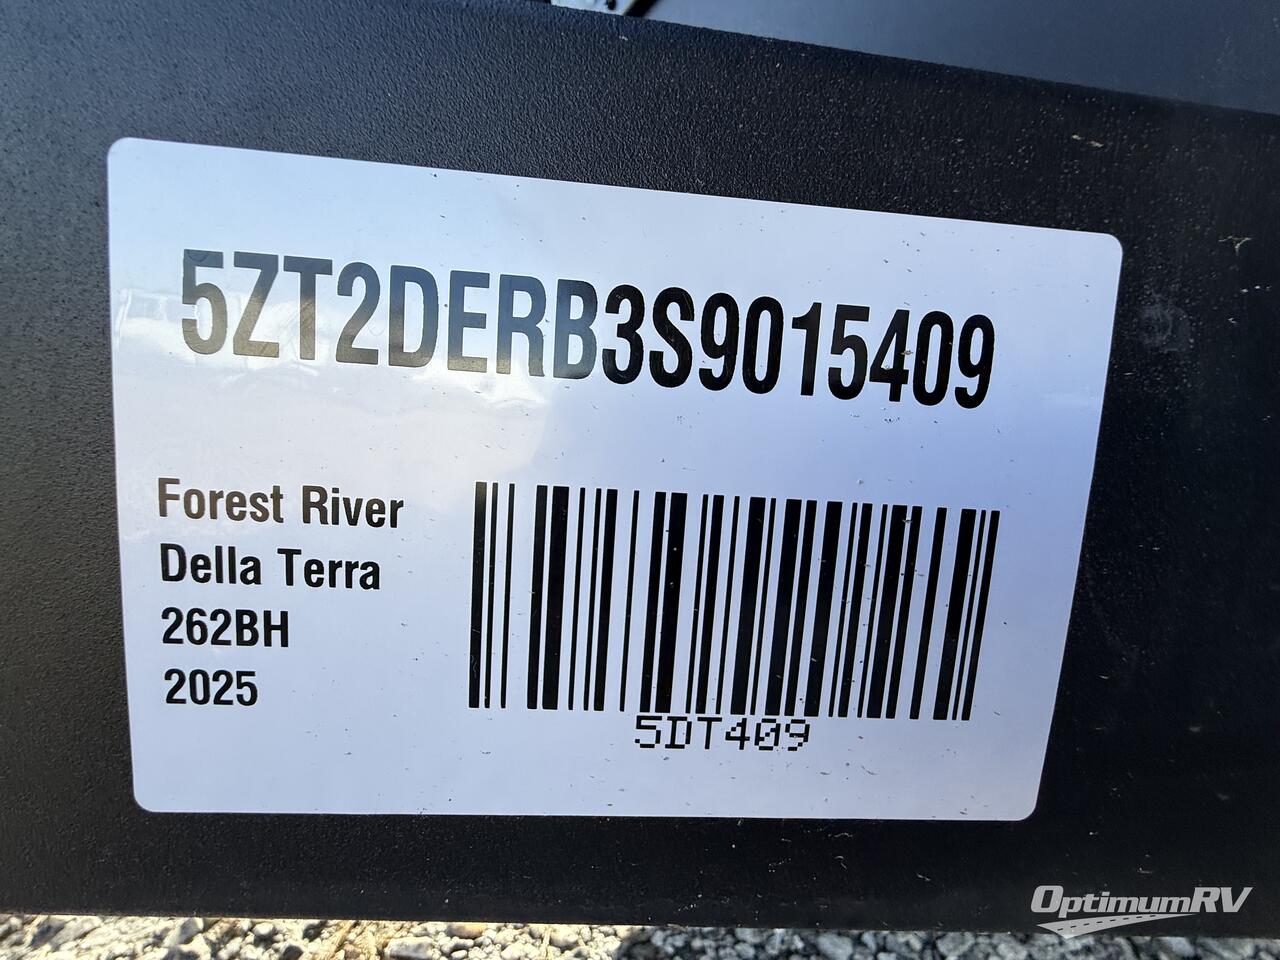 5ZT2DERB3S9015409
Forest River
Della Terra
262BH
2025
5DT409
OptimumRV